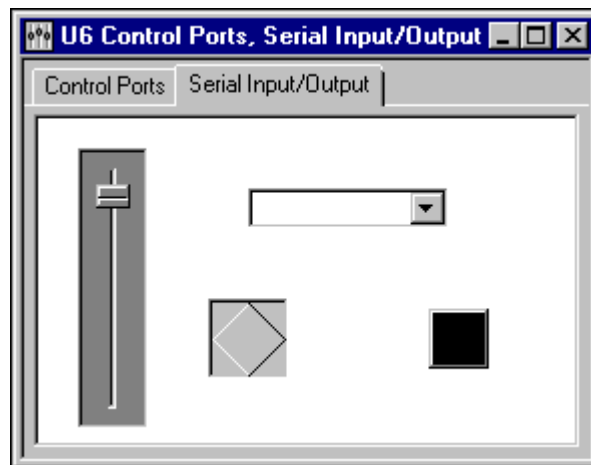 U6 Control Ports, Serial Input/Output
Control Ports
Serial Input/Output